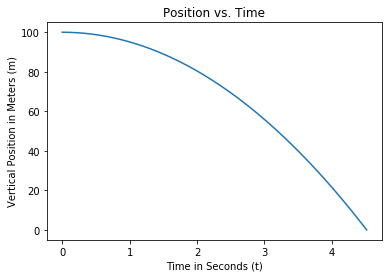 Position vs. Time
Vertical Position in Meters (m)
100
80
60
40
20
0
0 1 2 3 4
Time in Seconds (t)